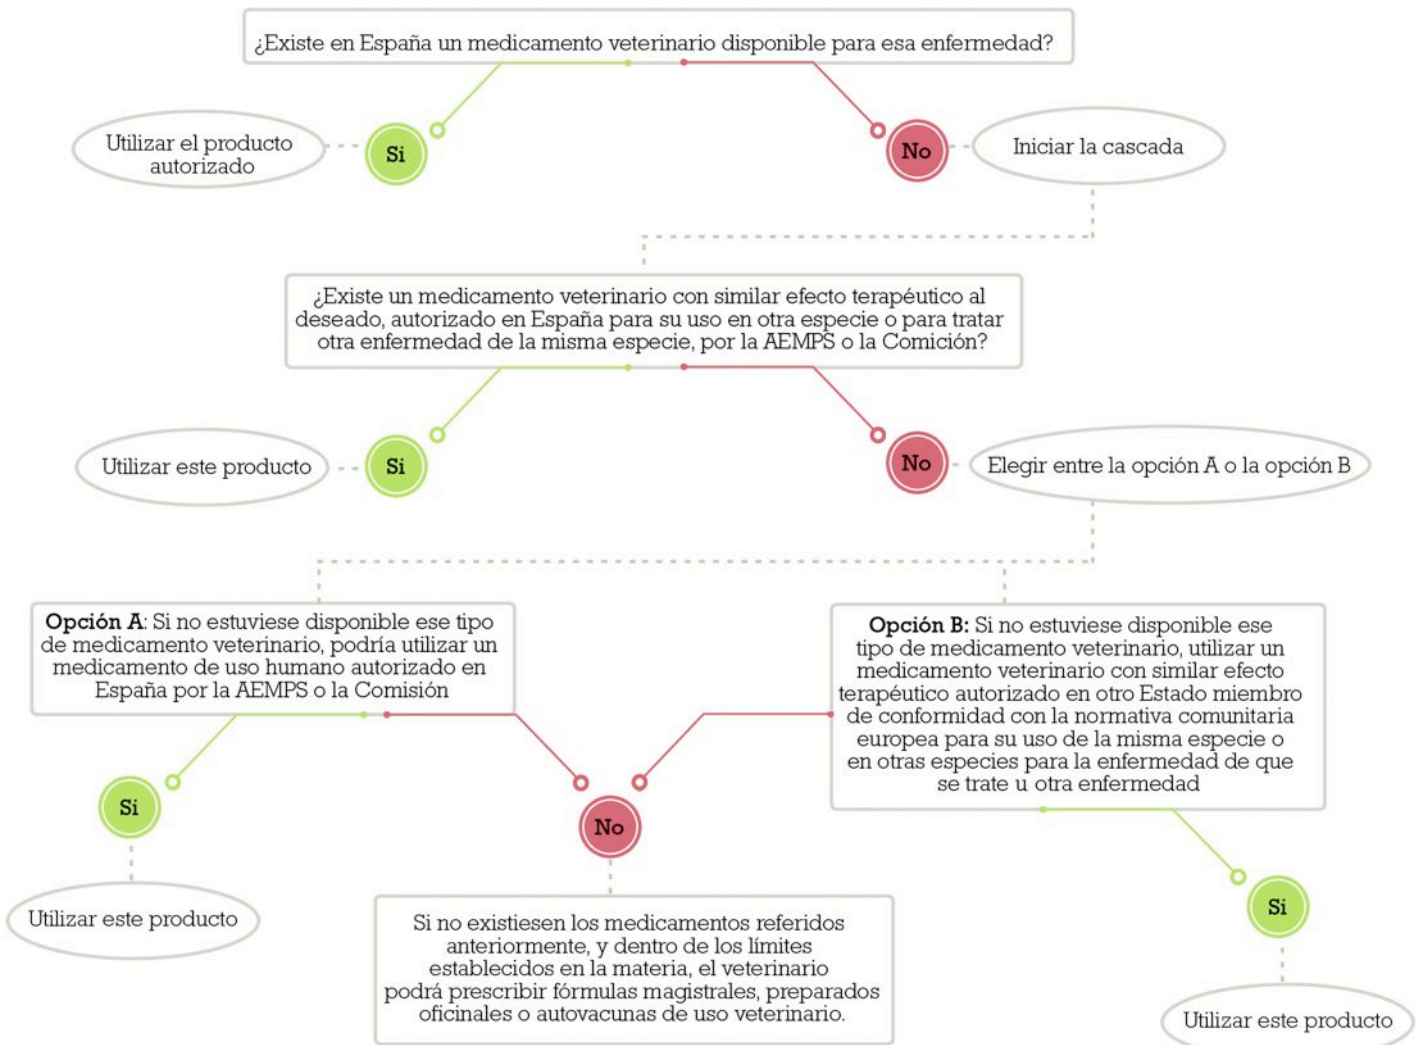 ¿Existe en España un medicamento veterinario disponible para esa enfermedad?
Utilizar el producto
autorizado
Si
No
Iniciar la cascada
¿Existe un medicamento veterinario con similar efecto terapéutico al
deseado, autorizado en España para su uso en otra especie o para tratar
otra enfermedad de la misma especie, por la AEMPS o la Comición?
Utilizar este producto
Si
No
Elegir entre la opción A o la opción B
Opción A: Si no estuviese disponible ese tipo
de medicamento veterinario, podría utilizar un
medicamento de uso humano autorizado en
España por la AEMPS o la Comisión
Opción B: Si no estuviese disponible ese
tipo de medicamento veterinario, utilizar un
medicamento veterinario con similar efecto
terapéutico autorizado en otro Estado miembro
de conformidad con la normativa comunitaria
europea para su uso de la misma especie o
en otras especies para la enfermedad de que
se trate u otra enfermedad
Si
No
Si
Utilizar este producto
Si no existiesen los medicamentos referidos
anteriormente, y dentro de los límites
establecidos en la materia, el veterinario
podrá prescribir fórmulas magistrales, preparados
oficinales o autovacunas de uso veterinario.
Utilizar este producto